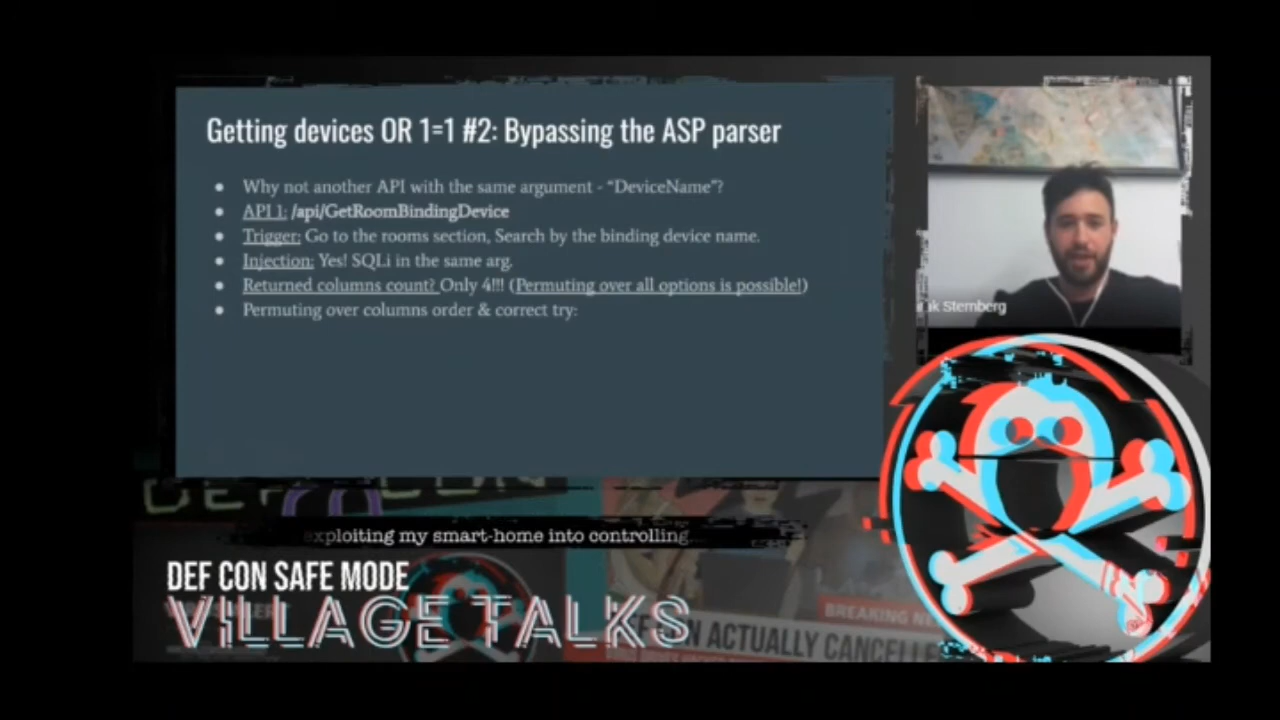 Getting devices OR 1=1 #2: Bypassing the ASP parser
● Why not another API with the same argument - “DeviceName”?
● API 1: /api/GetRoomBindingDevice
● Trigger: Go to the rooms section, Search by the binding device name.
● Injection: Yes! SQLi in the same arg.
● Returned columns count? Only 4!!! (Permuting over all options is possible!)
● Permuting over columns order & correct try:
Sternberg
exploiting my smart-home into controlling...
DEF CON SAFE MODE
VILLAGE TALKS
BREAKING
CON ACTUALLY